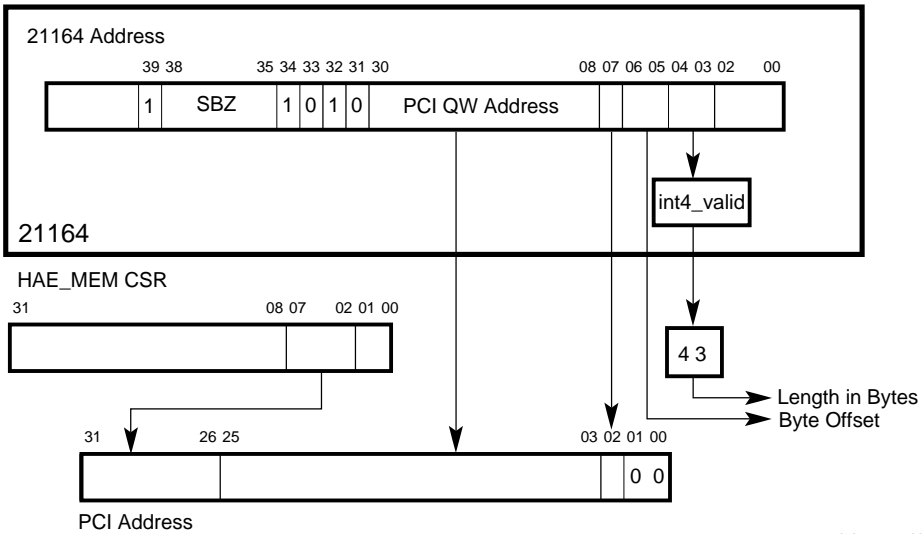 21164 Address
39 38 35 34 33 32 31 30 08 07 06 05 04 03 02 00
1 SBZ 1 0 1 0 PCI QW Address
int4_valid
21164
HAE_MEM CSR
31 08 07 02 01 00
4 3
Length in Bytes
Byte Offset
31 26 25 03 02 01 00
0 0
PCI Address